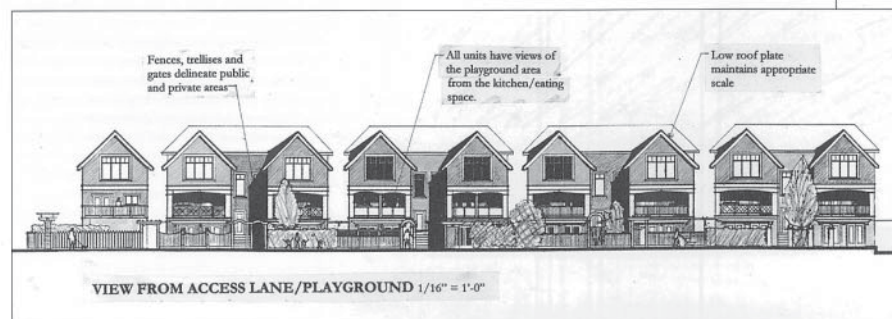 Fences, trellises and
gates delineate public
and private areas
All units have views of
the playground area
from the kitchen/eating
space.
Low roof plate
maintains appropriate
scale
VIEW FROM ACCESS LANE/PLAYGROUND 1/16" = 1'-0"